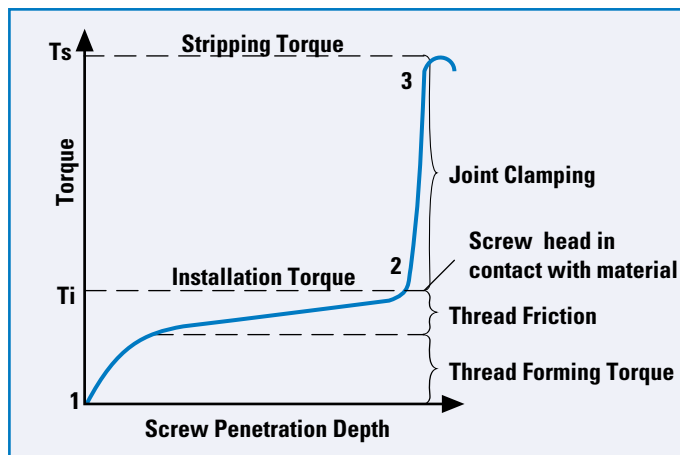 Ts
Stripping Torque
3
Torque
Joint Clamping
Screw head in
contact with material
2
Installation Torque
Ti
Thread Friction
Thread Forming Torque
1
Screw Penetration Depth